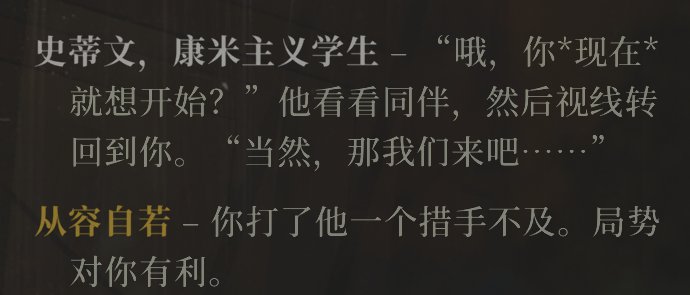 史蒂文，康米主义学生 – “哦，你*现在*
就想开始？”他看看同伴，然后视线转
回到你。“当然，那我们来吧……”
从容自若 – 你打了他一个措手不及。局势
对你有利。